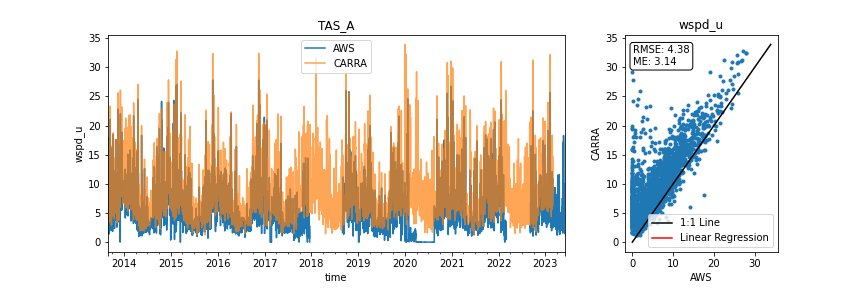 TAS_A
wspd_u
35
30
25
20
15
10
5
0
AWS
CARRA
2014 2015 2016 2017 2018 2019 2020 2021 2022 2023
time
wspd_u
CARRA
35
30
25
20
15
10
5
0
RMSE: 4.38
ME: 3.14
1:1 Line
Linear Regression
0 10 20 30
AWS